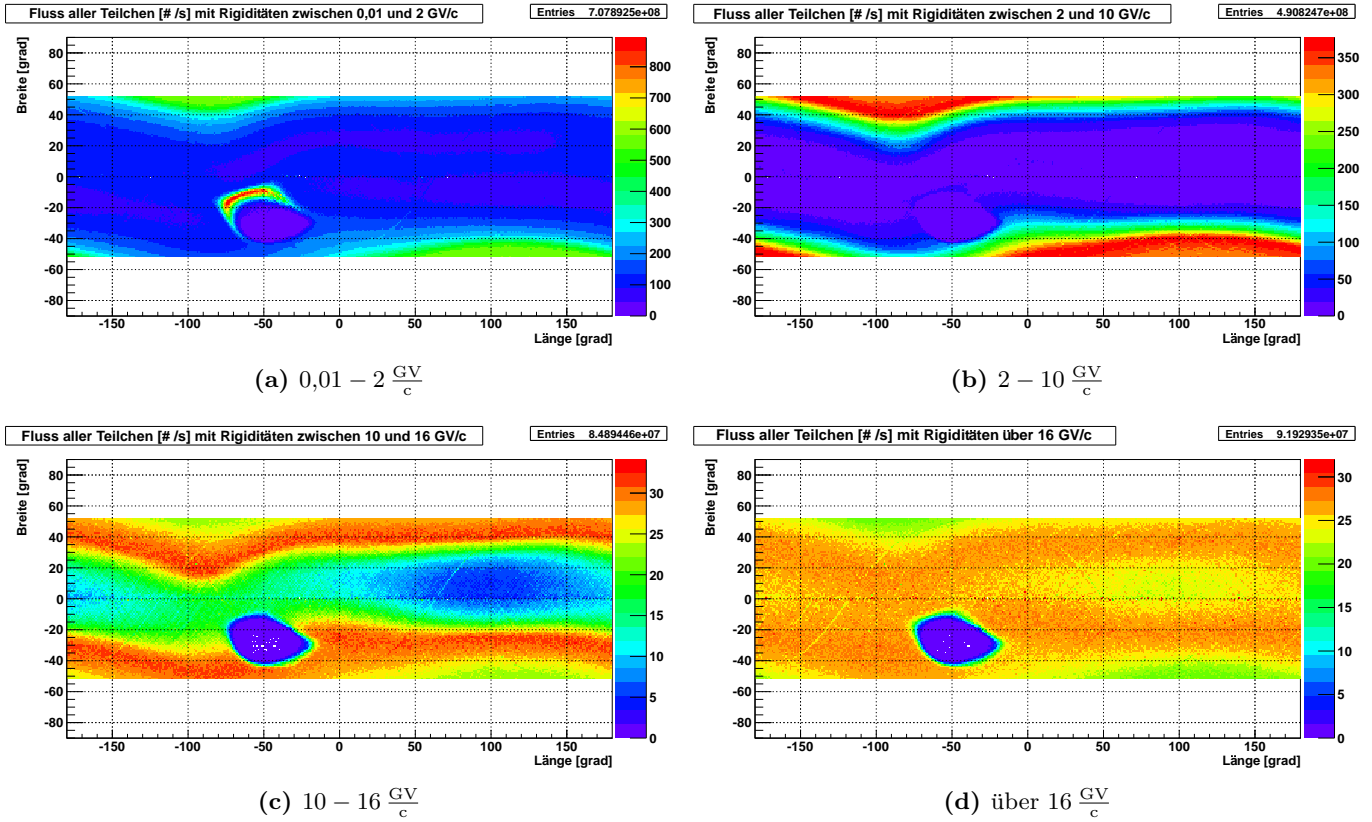 Fluss aller Teilchen [# /s] mit Rigiditäten zwischen 0,01 und 2 GV/c
Entries 7.078925e+08
Breite [grad]
80
60
40
20
0
-20
-40
-60
-80
-150 -100 -50 0 50 100 150
Länge [grad]
800
700
600
500
400
300
200
100
0
(a) 0,01 − 2 GV/c
Fluss aller Teilchen [# /s] mit Rigiditäten zwischen 2 und 10 GV/c
Entries 4.908247e+08
Breite [grad]
80
60
40
20
0
-20
-40
-60
-80
-150 -100 -50 0 50 100 150
Länge [grad]
350
300
250
200
150
100
50
0
(b) 2 − 10 GV/c
Fluss aller Teilchen [# /s] mit Rigiditäten zwischen 10 und 16 GV/c
Entries 8.489446e+07
Breite [grad]
80
60
40
20
0
-20
-40
-60
-80
-150 -100 -50 0 50 100 150
Länge [grad]
30
25
20
15
10
5
0
(c) 10 − 16 GV/c
Fluss aller Teilchen [# /s] mit Rigiditäten über 16 GV/c
Entries 9.192935e+07
Breite [grad]
80
60
40
20
0
-20
-40
-60
-80
-150 -100 -50 0 50 100 150
Länge [grad]
30
25
20
15
10
5
0
(d) über 16 GV/c